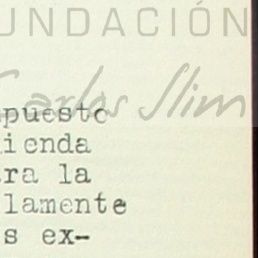 UNDACIÓN
Carlos Slim
puesto
ienda
ra la
lamente
s ex-